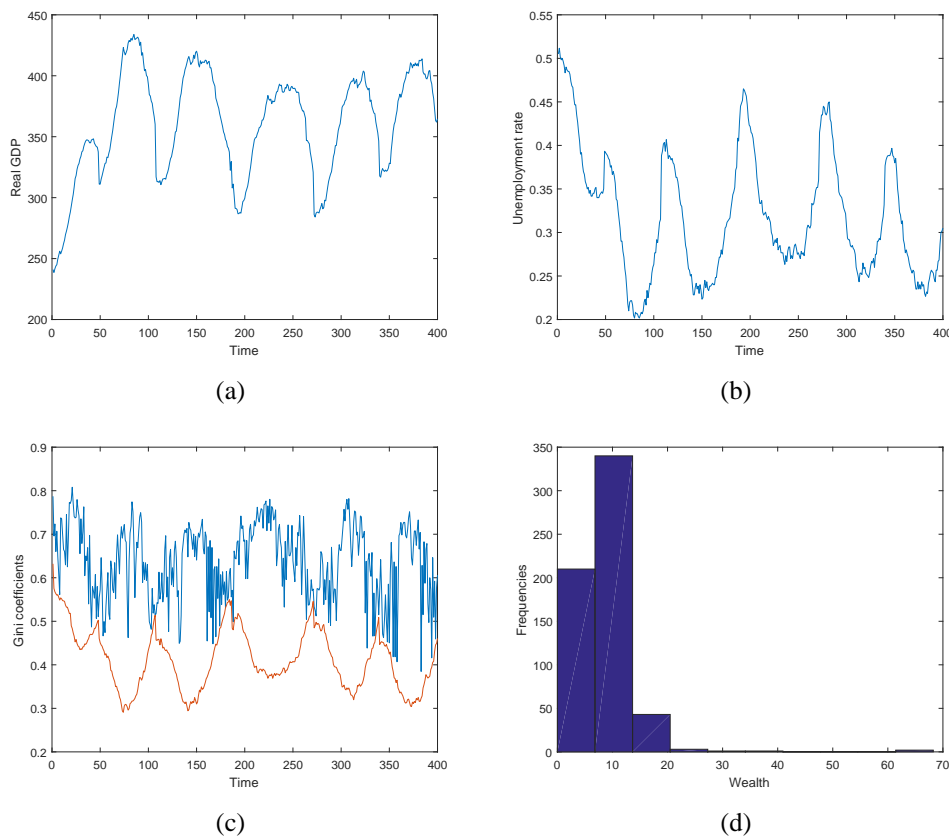 450
400
350
300
250
200
Real GDP
0 50 100 150 200 250 300 350 400
Time
(a)
0.55
0.5
0.45
0.4
0.35
0.3
0.25
0.2
Unemployment rate
0 50 100 150 200 250 300 350 400
Time
(b)
0.9
0.8
0.7
0.6
0.5
0.4
0.3
0.2
Gini coefficients
0 50 100 150 200 250 300 350 400
Time
(c)
350
300
250
200
150
100
50
0
Frequencies
0 10 20 30 40 50 60 70
Wealth
(d)